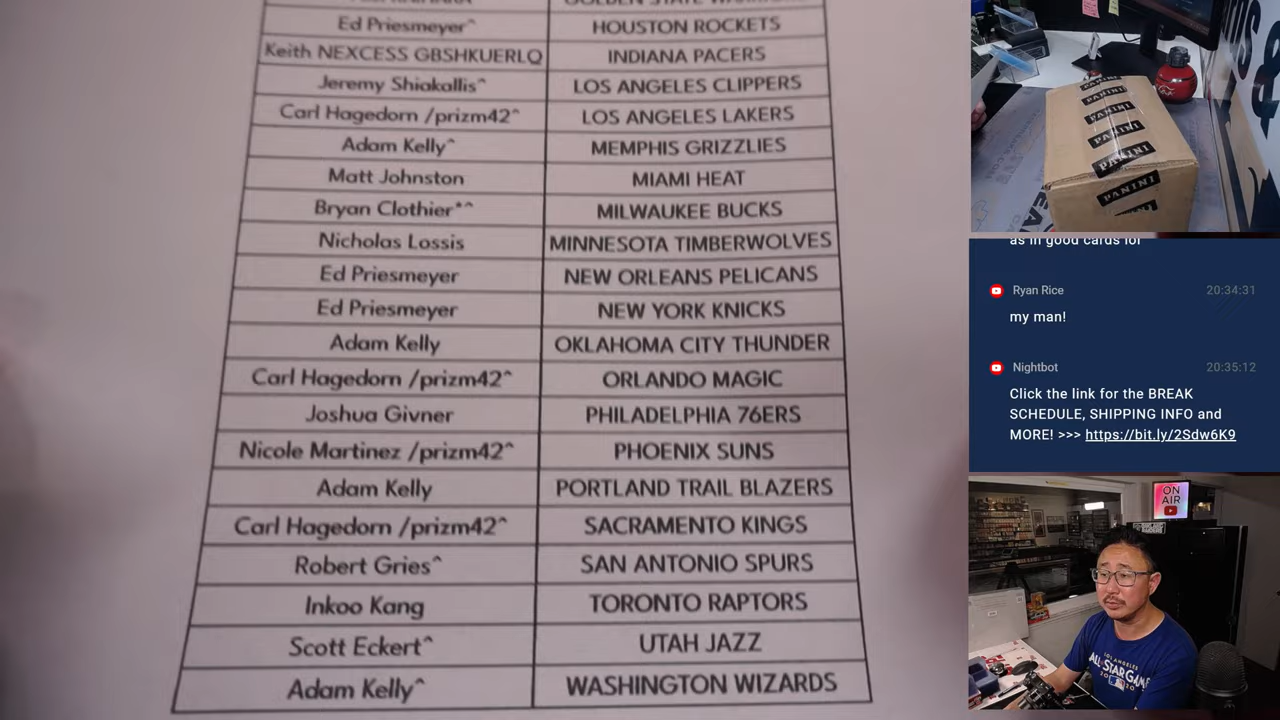 GOLDEN STATE
Ed Priesmeyer^ HOUSTON ROCKETS
Keith NEXCESS GBSHKUERLQ INDIANA PACERS
Jeremy Shiakallis^ LOS ANGELES CLIPPERS
Carl Hagedorn /prizm42^ LOS ANGELES LAKERS
Adam Kelly^ MEMPHIS GRIZZLIES
Matt Johnston MIAMI HEAT
Bryan Clothier*^ MILWAUKEE BUCKS
Nicholas Lossis MINNESOTA TIMBERWOLVES
Ed Priesmeyer NEW ORLEANS PELICANS
Ed Priesmeyer NEW YORK KNICKS
Adam Kelly OKLAHOMA CITY THUNDER
Carl Hagedorn /prizm42^ ORLANDO MAGIC
Joshua Givner PHILADELPHIA 76ERS
Nicole Martinez /prizm42^ PHOENIX SUNS
Adam Kelly PORTLAND TRAIL BLAZERS
Carl Hagedorn /prizm42^ SACRAMENTO KINGS
Robert Gries^ SAN ANTONIO SPURS
Inkoo Kang TORONTO RAPTORS
Scott Eckert^ UTAH JAZZ
Adam Kelly^ WASHINGTON WIZARDS
PANINI
PANINI
PANINI
PANINI
PANINI
as in good cards lol
Ryan Rice 20:34:31
my man!
Nightbot 20:35:12
Click the link for the BREAK
SCHEDULE, SHIPPING INFO and
MORE! >>> https://bit.ly/2Sdw6K9
ON
AIR
LOS ANGELES
ALL STAR GAME